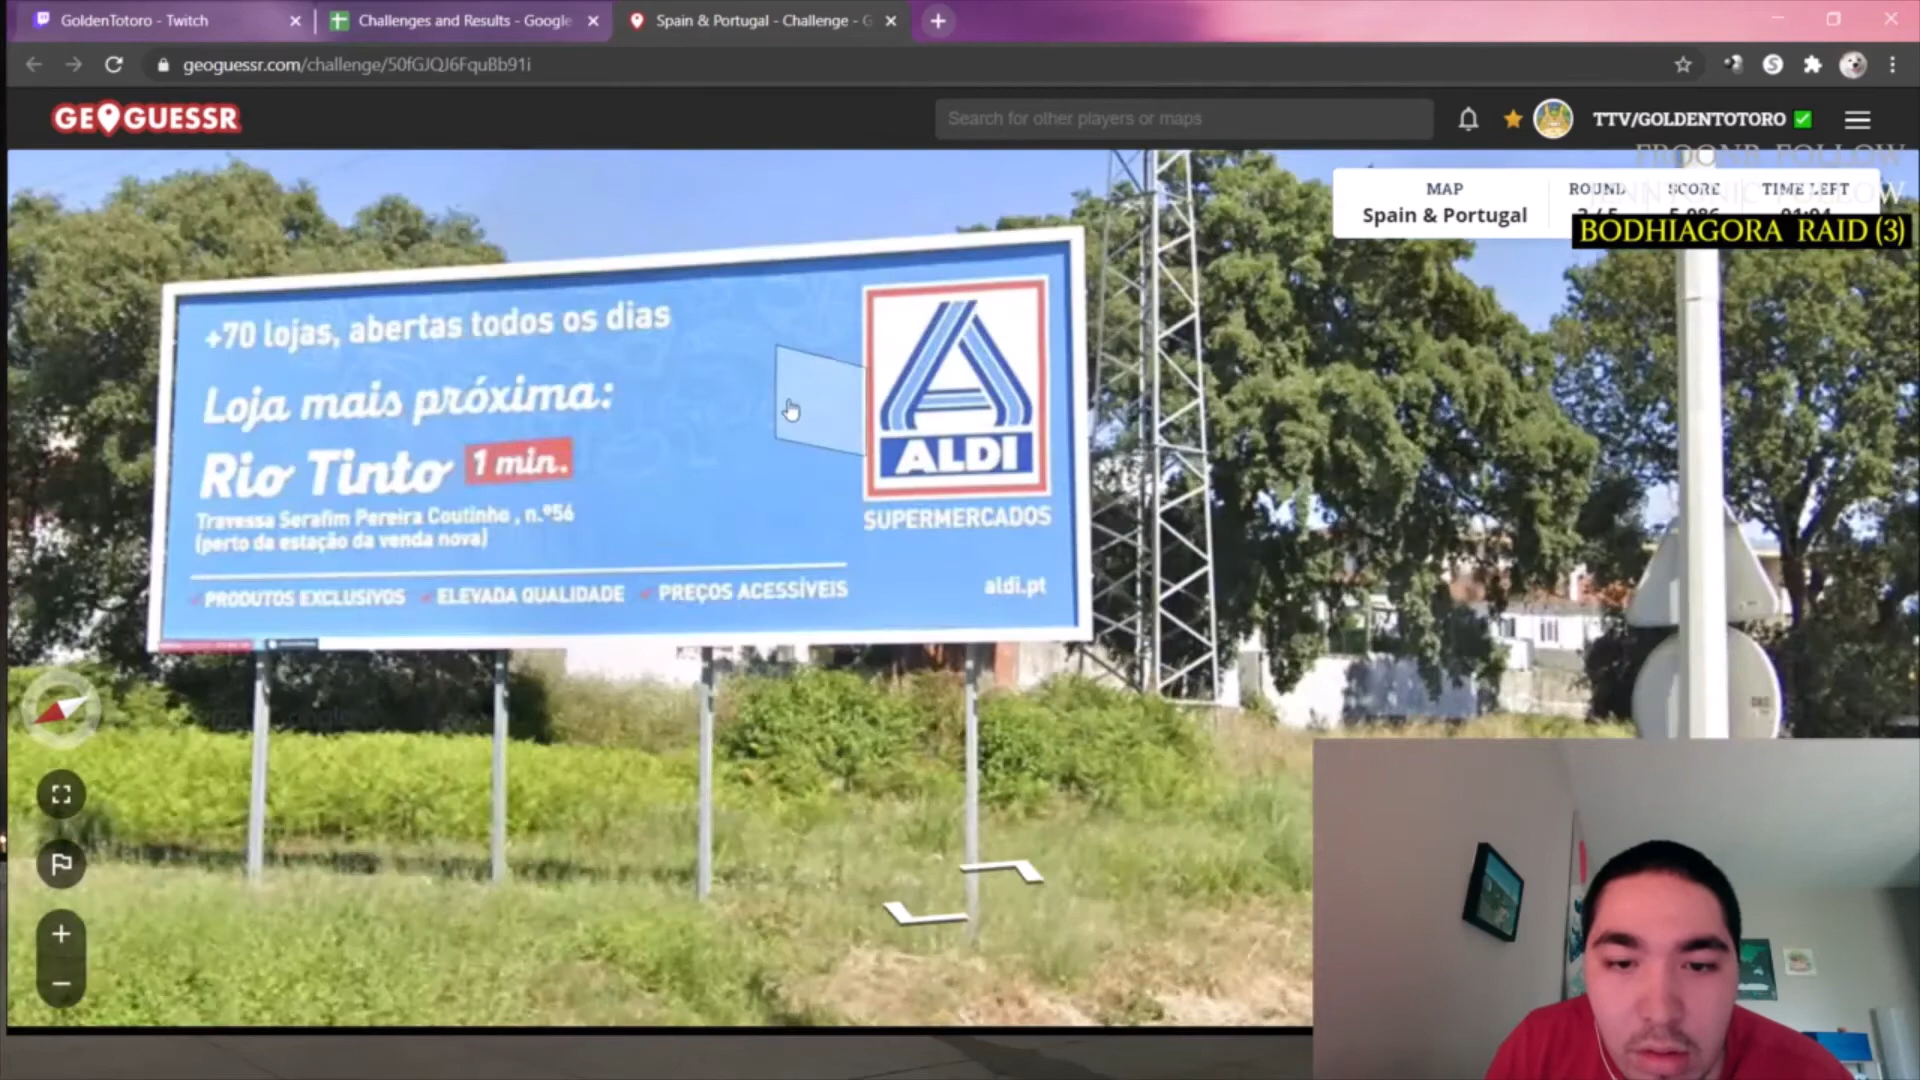 GoldenTotoro - Twitch
Challenges and Results - Google
Spain & Portugal - Challenge - G
geoguessr.com/challenge/50fGJQJ6FquBb91i
GEOGUESSR
Search for other players or maps
TTV/GOLDENTOTORO
FROONR FOLLOW
MAP
ROUND
SCORE
TIME LEFT
FOLLOW
Spain & Portugal
BODHIAGORA RAID (3)
+70 lojas, abertas todos os dias
Loja mais próxima:
Rio Tinto 1 min.
Travessa Serafim Pereira Coutinho , n.º56
(perto da estação da venda nova)
ALDI
SUPERMERCADOS
PRODUTOS EXCLUSIVOS
ELEVADA QUALIDADE
PREÇOS ACESSÍVEIS
aldi.pt